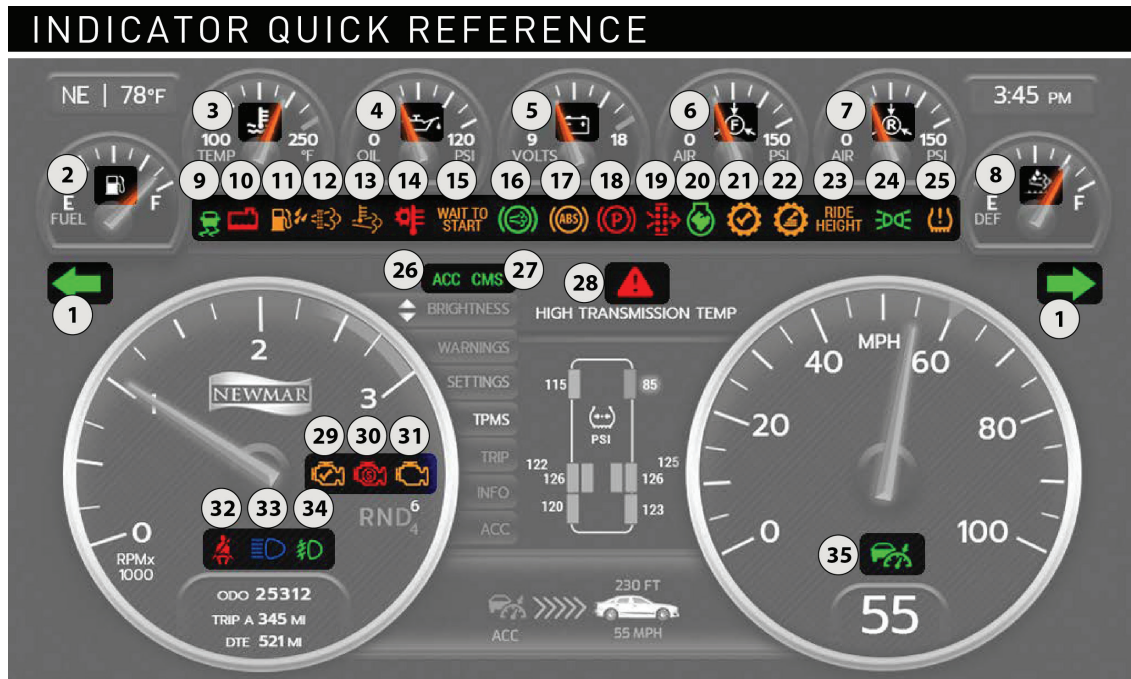 INDICATOR QUICK REFERENCE
NE | 78°F
3:45 PM
3
4
5
6
7
100
250
TEMP
°F
0
120
OIL
PSI
9
18
VOLTS
0
150
AIR
PSI
0
150
AIR
PSI
2
E
F
FUEL
8
E
F
DEF
9
10
11
12
13
14
15
16
17
18
19
20
21
22
23
24
25
WAIT TO
START
ABS
P
RIDE
HEIGHT
F
R
1
26
ACC CMS
27
28
1
BRIGHTNESS
HIGH TRANSMISSION TEMP
WARNINGS
SETTINGS
TPMS
TRIP
INFO
ACC
0
1
2
3
RPMx
1000
NEWMAR
29
30
31
RND
6
4
32
33
34
ODO 25312
TRIP A 345 MI
DTE 521 MI
115
85
PSI
122
125
126
126
120
123
230 FT
ACC
55 MPH
MPH
0
20
40
60
80
100
35
55